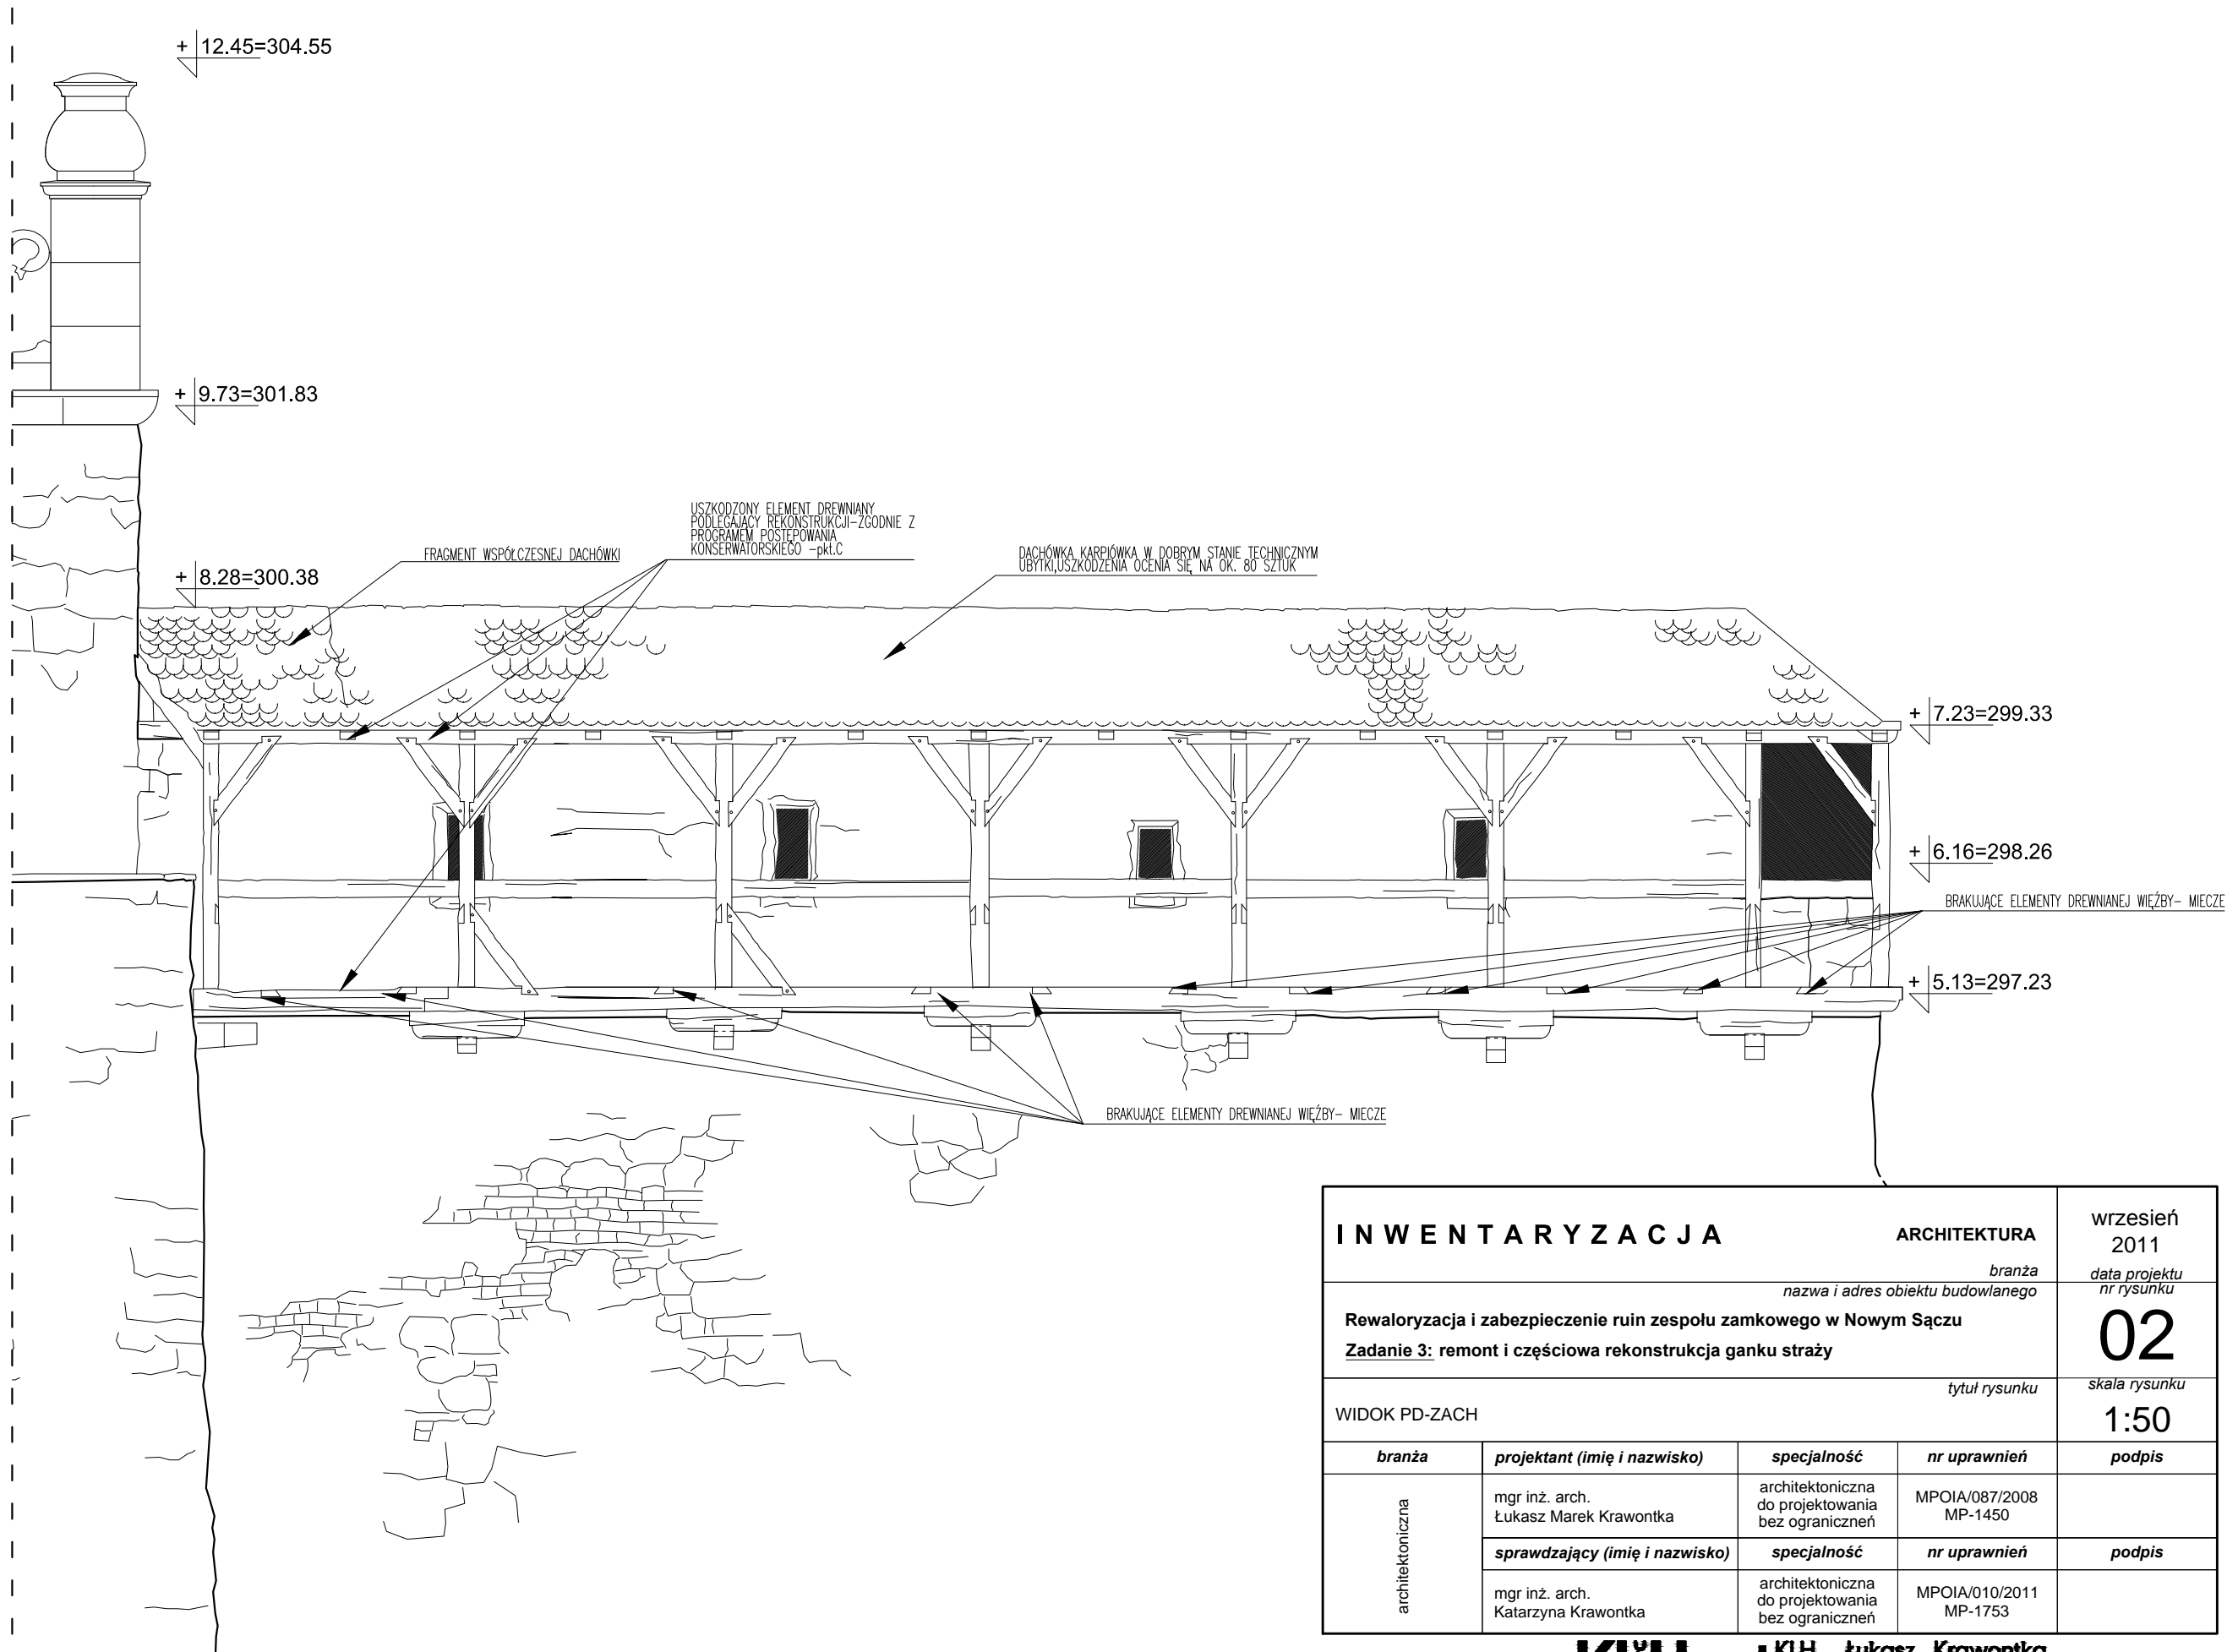 + 12.45=304.55
+ 9.73=301.83
USZKODZONY ELEMENT DREWNIANY
PODLEGAJĄCY REKONSTRUKCJI-ZGODNIE Z
PROGRAMEM POSTĘPOWANIA
KONSERWATORSKIEGO -pkt.C
FRAGMENT WSPÓŁCZESNEJ DACHÓWKI
DACHÓWKA KARPIÓWKA W DOBRYM STANIE TECHNICZNYM
UBYTKI,USZKODZENIA OCENIA SIĘ NA OK. 80 SZTUK
+ 8.28=300.38
+ 7.23=299.33
+ 6.16=298.26
BRAKUJĄCE ELEMENTY DREWNIANEJ WIĘŹBY- MIECZE
+ 5.13=297.23
BRAKUJĄCE ELEMENTY DREWNIANEJ WIĘŹBY- MIECZE
INWENTARYZACJA
ARCHITEKTURA
branża
wrzesień
2011
data projektu
nazwa i adres obiektu budowlanego
nr rysunku
Rewaloryzacja i zabezpieczenie ruin zespołu zamkowego w Nowym Sączu
Zadanie 3: remont i częściowa rekonstrukcja ganku straży
02
tytuł rysunku
skala rysunku
WIDOK PD-ZACH
1:50
branża projektant (imię i nazwisko) specjalność nr uprawnień podpis
architektoniczna
mgr inż. arch.
Łukasz Marek Krawontka
architektoniczna
do projektowania
bez ograniczneń
MPOIA/087/2008
MP-1450
sprawdzający (imię i nazwisko) specjalność nr uprawnień podpis
mgr inż. arch.
Katarzyna Krawontka
architektoniczna
do projektowania
bez ograniczneń
MPOIA/010/2011
MP-1753
Łukasz Krawontka